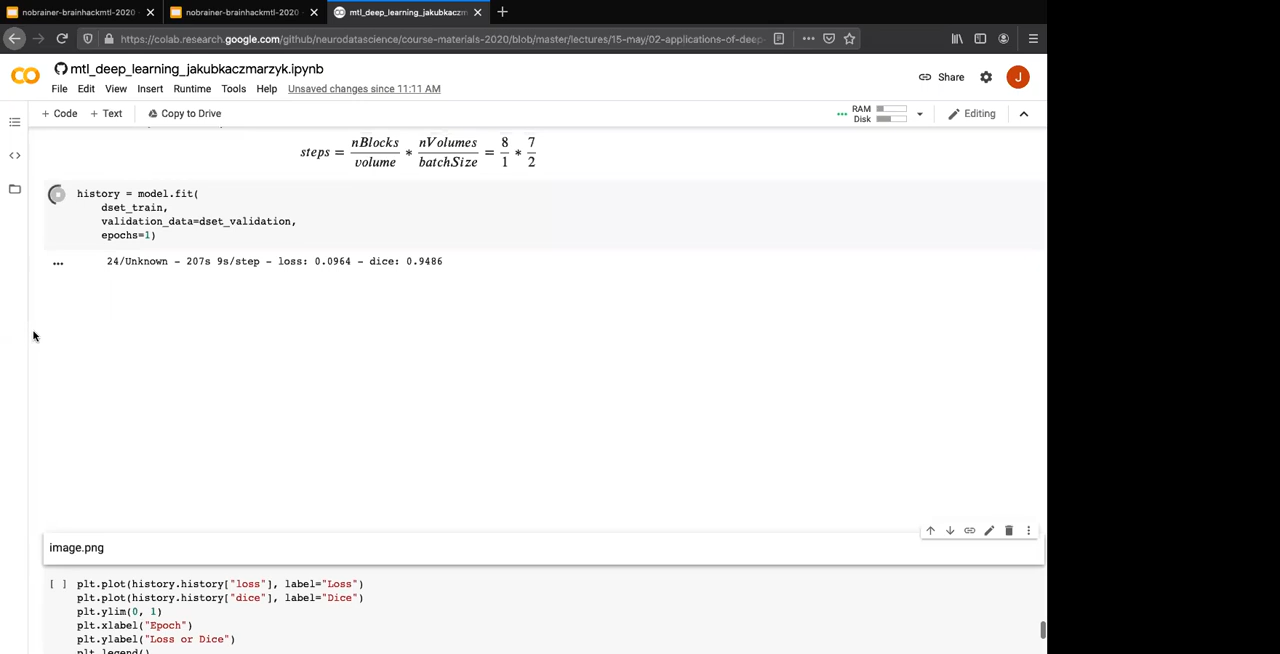 nobrainer-brainhackmtl-2020
nobrainer-brainhackmtl-2020
mtl_deep_learning_jakubkaczm
https://colab.research.google.com/github/neurodatascience/course-materials-2020/blob/master/lectures/15-may/02-applications-of-deep-
mtl_deep_learning_jakubkaczmarzyk.ipynb
Share
J
File Edit View Insert Runtime Tools Help Unsaved changes since 11:11 AM
+ Code + Text Copy to Drive
RAM
Disk
Editing
steps = nBlocks/volume * nVolumes/batchSize = 8/1 * 7/2
history = model.fit(
dset_train,
validation_data=dset_validation,
epochs=1)
24/Unknown - 207s 9s/step - loss: 0.0964 - dice: 0.9486
image.png
[ ] plt.plot(history.history["loss"], label="Loss")
plt.plot(history.history["dice"], label="Dice")
plt.ylim(0, 1)
plt.xlabel("Epoch")
plt.ylabel("Loss or Dice")
plt.legend()